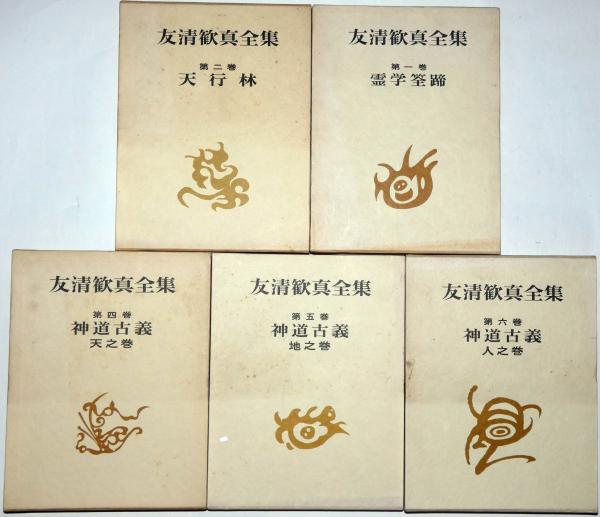 友清歓真全集
第二巻
天行林
友清歓真全集
第一巻
霊学筌蹄
友清歓真全集
第四巻
神道古義
天之巻
友清歓真全集
第五巻
神道古義
地之巻
友清歓真全集
第六巻
神道古義
人之巻